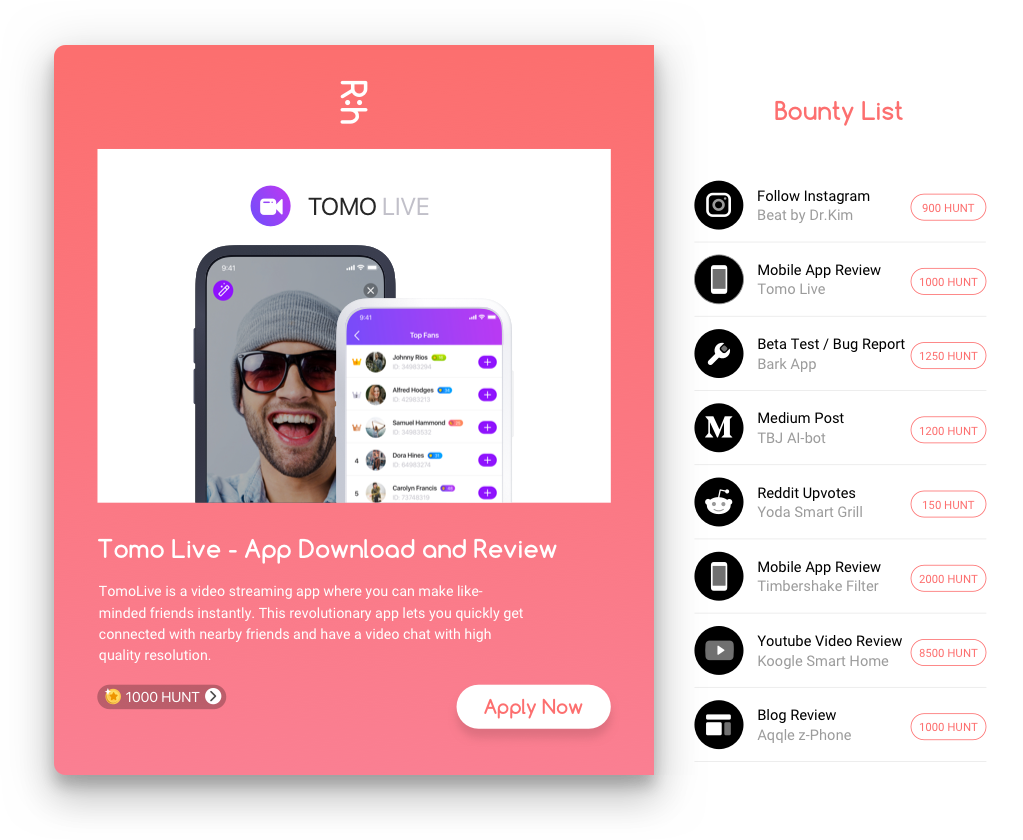 R:h
TOMO LIVE
9:41
9:41
Top Fans
Johnny Rios
ID: 34983294
Alfred Hodges
ID: 42983213
Samuel Hammond
ID: 34983532
4
Dora Hines
ID: 64983274
5
Carolyn Francis
ID: 73748219
Tomo Live - App Download and Review
TomoLive is a video streaming app where you can make like-
minded friends instantly. This revolutionary app lets you quickly get
connected with nearby friends and have a video chat with high
quality resolution.
1000 HUNT
Apply Now
Bounty List
Follow Instagram
Beat by Dr.Kim
900 HUNT
Mobile App Review
Tomo Live
1000 HUNT
Beta Test / Bug Report
Bark App
1250 HUNT
Medium Post
TBJ AI-bot
1200 HUNT
Reddit Upvotes
Yoda Smart Grill
150 HUNT
Mobile App Review
Timbershake Filter
2000 HUNT
Youtube Video Review
Koogle Smart Home
8500 HUNT
Blog Review
Aqqle z-Phone
1000 HUNT